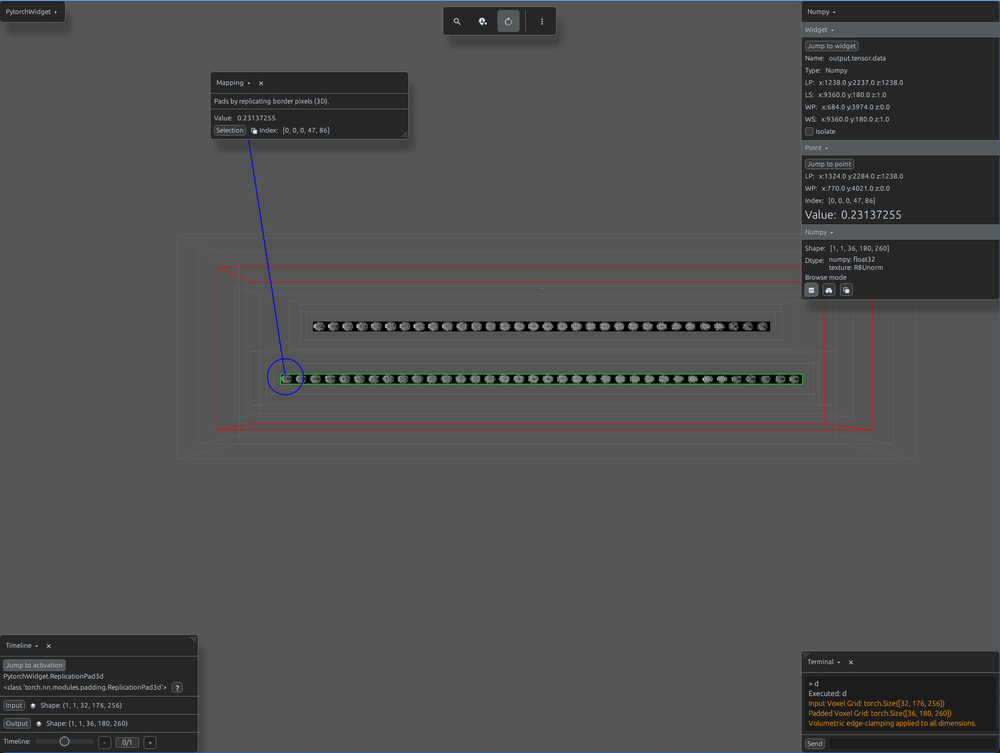 PytorchWidget
Mapping
Pads by replicating border pixels (3D).
Value: 0.23137255
Selection Index: [0, 0, 0, 47, 86]
Numpy
Widget
Jump to widget
Name: output.tensor.data
Type: Numpy
LP: x:1238.0 y:2237.0 z:1238.0
LS: x:9360.0 y:180.0 z:1.0
WP: x:684.0 y:3974.0 z:0.0
WS: x:9360.0 y:180.0 z:1.0
Isolate
Point
Jump to point
LP: x:1324.0 y:2284.0 z:1238.0
WP: x:770.0 y:4021.0 z:0.0
Index: [0, 0, 0, 47, 86]
Value: 0.23137255
Numpy
Shape: [1, 1, 36, 180, 260]
Dtype: numpy: float32
texture: R8Unorm
Browse mode
Timeline
Jump to activation
PytorchWidget.ReplicationPad3d
<class 'torch.nn.modules.padding.ReplicationPad3d'> ?
Input Shape: (1, 1, 32, 176, 256)
Output Shape: (1, 1, 36, 180, 260)
Timeline: - 0/1 +
Terminal
> d
Executed: d
Input Voxel Grid: torch.Size([32, 176, 256])
Padded Voxel Grid: torch.Size([36, 180, 260])
Volumetric edge-clamping applied to all dimensions.
Send